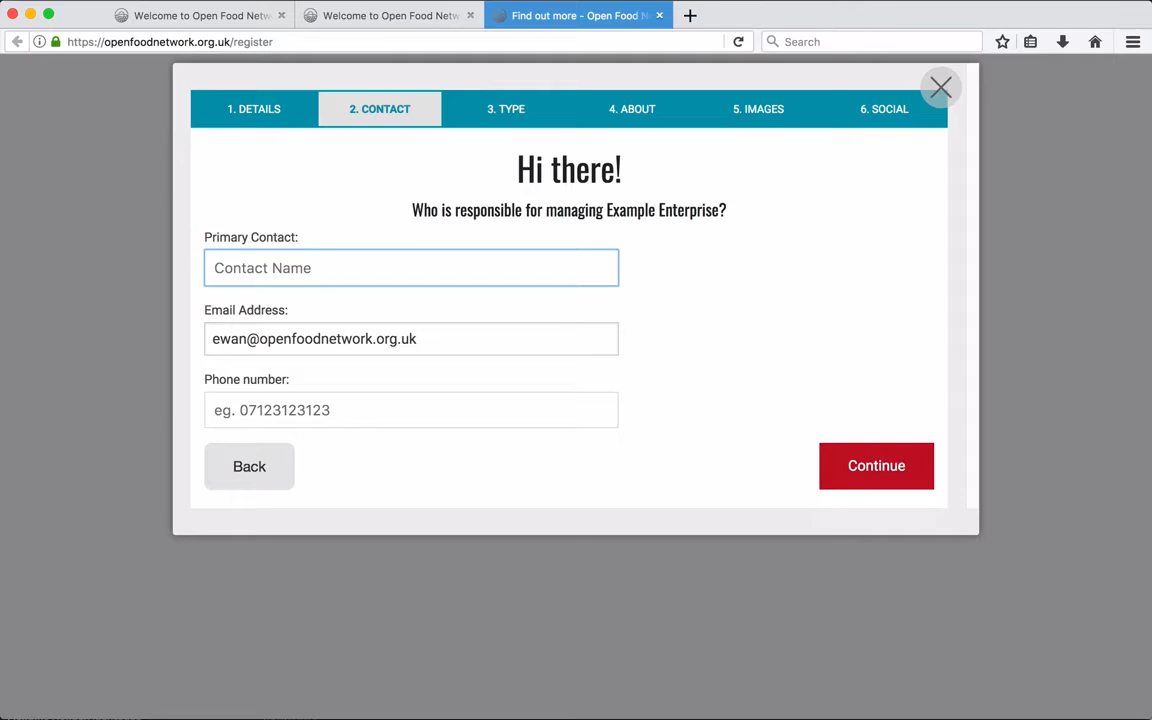 Welcome to Open Food Netw
Welcome to Open Food Netw
Find out more - Open Food N
https://openfoodnetwork.org.uk/register
Search
1. DETAILS
2. CONTACT
3. TYPE
4. ABOUT
5. IMAGES
6. SOCIAL
Hi there!
Who is responsible for managing Example Enterprise?
Primary Contact:
Contact Name
Email Address:
ewan@openfoodnetwork.org.uk
Phone number:
eg. 07123123123
Back
Continue